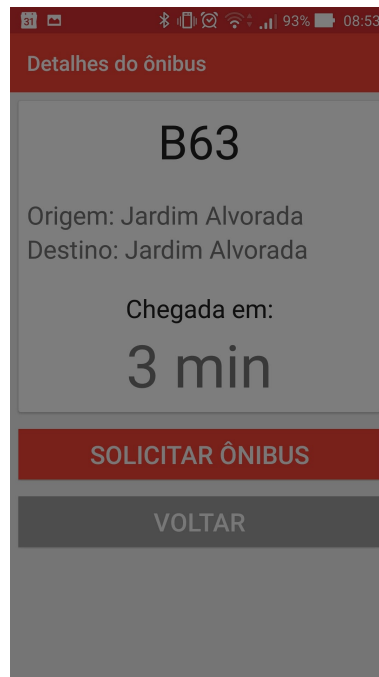 31 93% 08:53
Detalhes do ônibus
B63
Origem: Jardim Alvorada
Destino: Jardim Alvorada
Chegada em:
3 min
SOLICITAR ÔNIBUS
VOLTAR